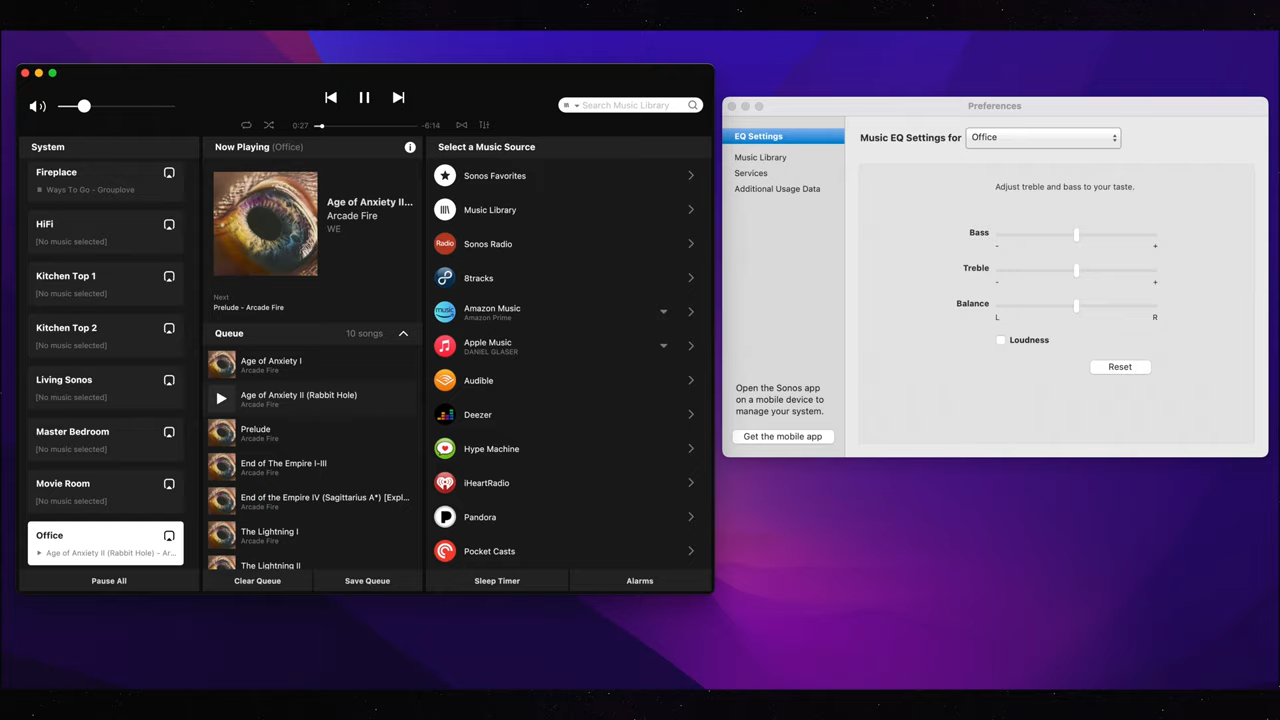 0:27
-6:14
Search Music Library
System
Fireplace
Ways To Go - Grouplove
HiFi
[No music selected]
Kitchen Top 1
[No music selected]
Kitchen Top 2
[No music selected]
Living Sonos
[No music selected]
Master Bedroom
[No music selected]
Movie Room
[No music selected]
Office
Age of Anxiety II (Rabbit Hole) - Ar...
Pause All
Now Playing (Office)
Age of Anxiety II...
Arcade Fire
WE
Next
Prelude - Arcade Fire
Queue
10 songs
Age of Anxiety I
Arcade Fire
Age of Anxiety II (Rabbit Hole)
Arcade Fire
Prelude
Arcade Fire
End of The Empire I-III
Arcade Fire
End of the Empire IV (Sagittarius A*) [Expl...
Arcade Fire
The Lightning I
Arcade Fire
The Lightning II
Clear Queue
Save Queue
Select a Music Source
Sonos Favorites
Music Library
Radio
Sonos Radio
8tracks
music
Amazon Music
Amazon Prime
Apple Music
DANIEL GLASER
Audible
Deezer
Hype Machine
iHeartRadio
Pandora
Pocket Casts
Sleep Timer
Alarms
Preferences
EQ Settings
Music Library
Services
Additional Usage Data
Open the Sonos app
on a mobile device to
manage your system.
Get the mobile app
Music EQ Settings for
Office
Adjust treble and bass to your taste.
Bass
- +
Treble
- +
Balance
L R
Loudness
Reset